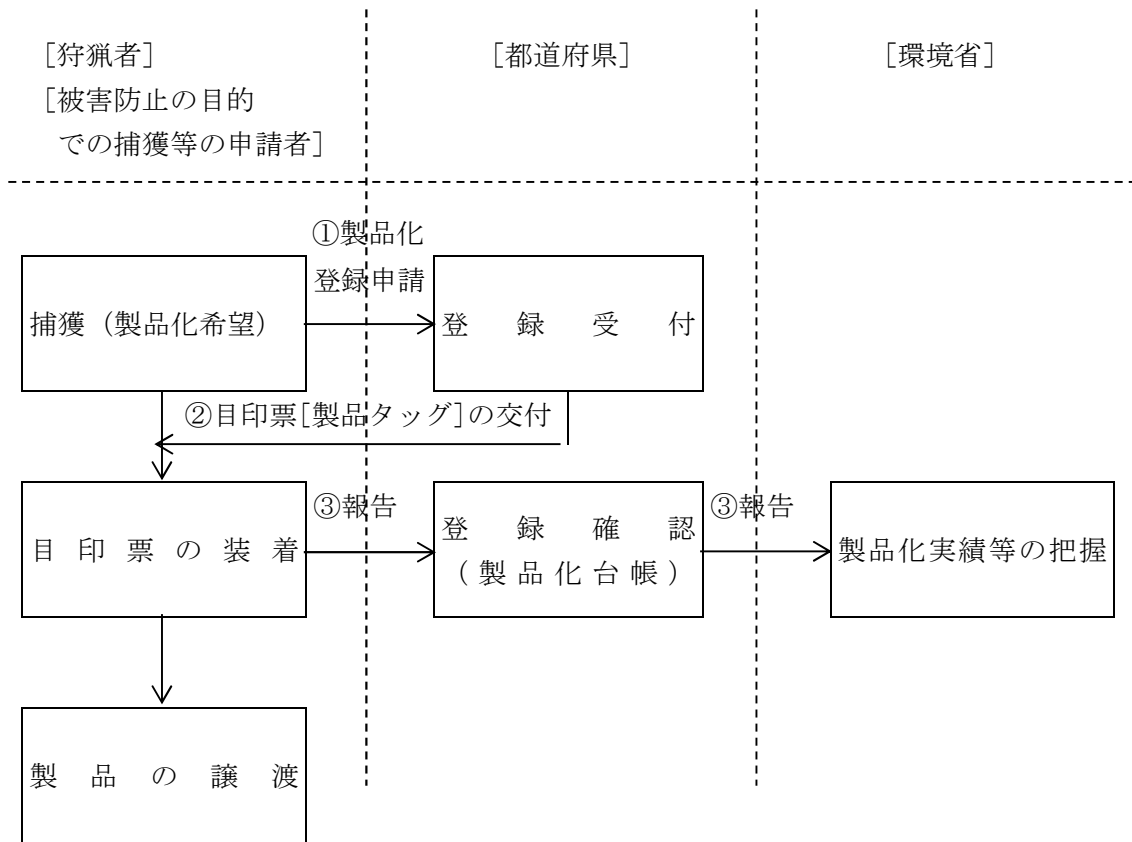 [狩猟者]
[被害防止の目的
での捕獲等の申請者]
[都道府県]
[環境省]
①製品化
登録申請
捕獲（製品化希望）
登録受付
②目印票[製品タッグ]の交付
目印票の装着
③報告
登録確認
（製品化台帳）
③報告
製品化実績等の把握
製品の譲渡